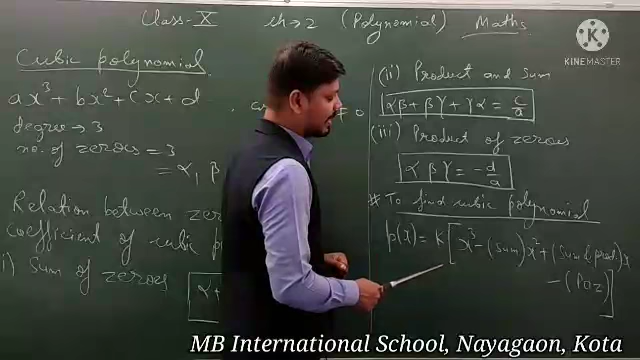 Class-X ch→2 (Polynomial) Maths
Cubic polynomial
ax³ + bx² + cx + d , ≠ 0
degree → 3
no. of zeroes = 3
= α, β
Relation between
coefficient of cubic
i) Sum of zeroes
α +
(ii) Product and Sum
αβ + βγ + γα = c/a
(iii) Product of zeroes
αβγ = -d/a
# To find cubic polynomial
p(x) = K[x³ - (Sum)x² + (Sum & prod)x
- (Poz)]
KINEMASTER
MB International School, Nayagaon, Kota